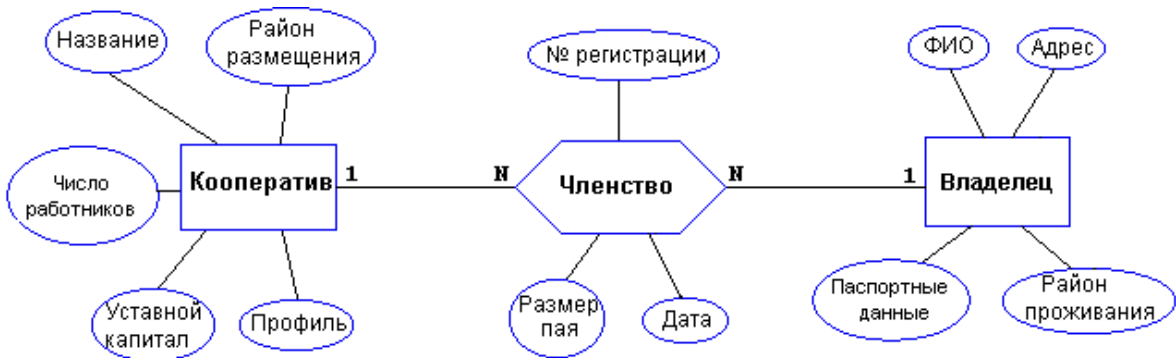 Название
Район
размещения
№ регистрации
ФИО
Адрес
Число
работников
Кооператив
1
N
Членство
N
1
Владелец
Уставной
капитал
Профиль
Размер
пая
Дата
Паспортные
данные
Район
проживания